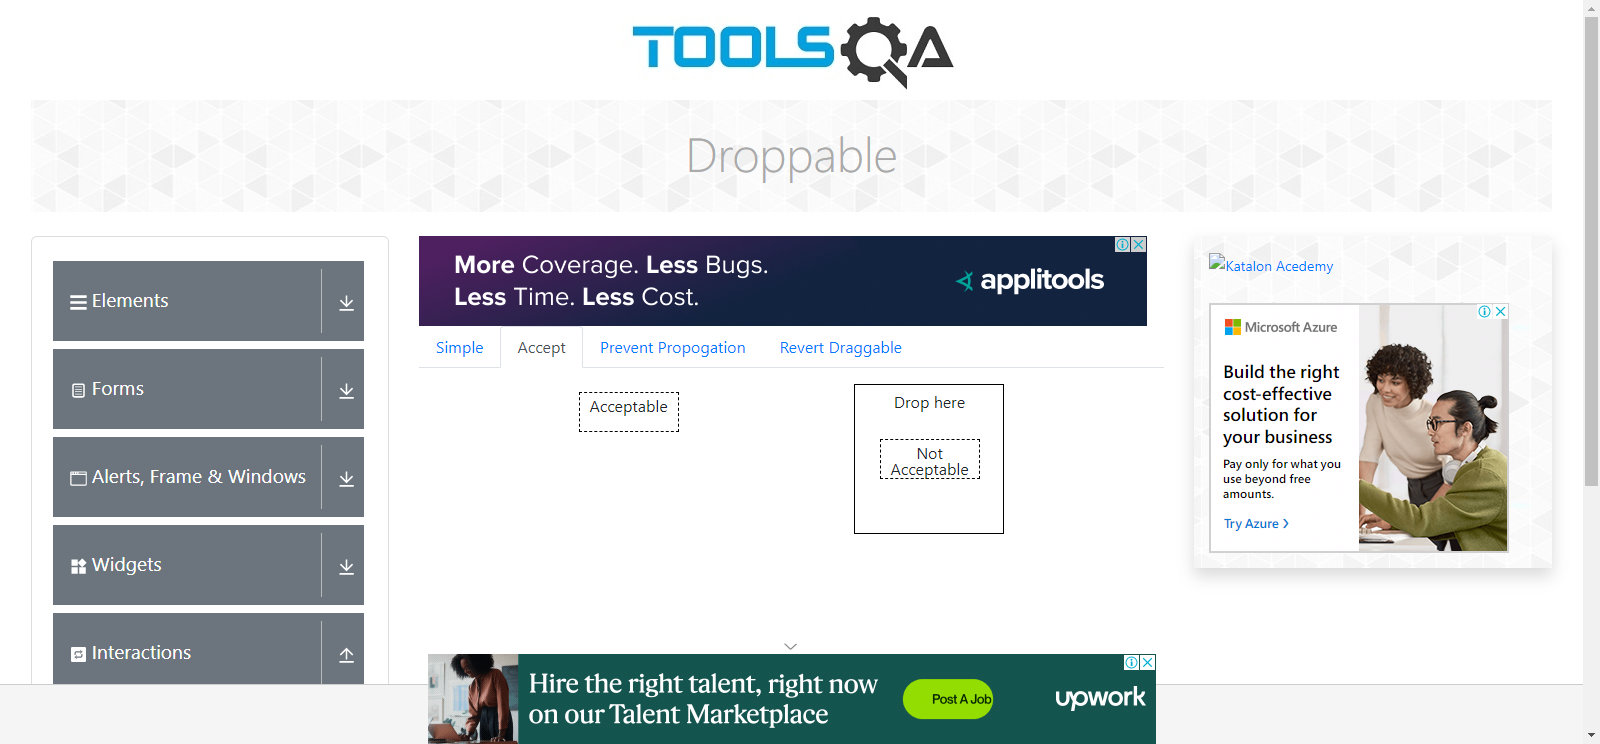 TOOLSQA
Droppable
Elements
Forms
Alerts, Frame & Windows
Widgets
Interactions
More Coverage. Less Bugs.
Less Time. Less Cost.
applitools
Simple
Accept
Prevent Propogation
Revert Draggable
Acceptable
Drop here
Not
Acceptable
Katalon Acedemy
Microsoft Azure
Build the right
cost-effective
solution for
your business
Pay only for what you
use beyond free
amounts.
Try Azure >
Hire the right talent, right now
on our Talent Marketplace
Post A Job
upwork